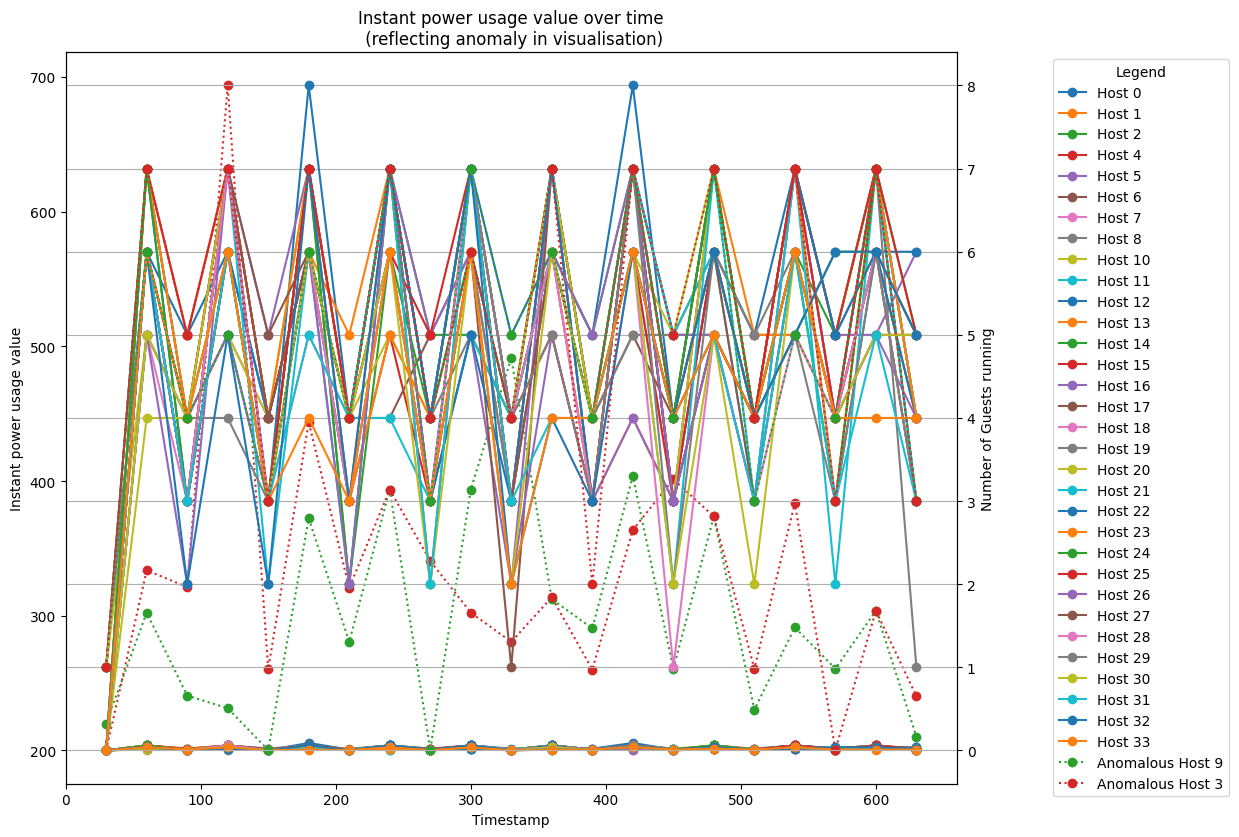 Instant power usage value over time
(reflecting anomaly in visualisation)
Instant power usage value
700
600
500
400
300
200
0
100
200
300
400
500
600
Timestamp
8
7
6
5
4
3
2
1
0
Number of Guests running
Legend
Host 0
Host 1
Host 2
Host 4
Host 5
Host 6
Host 7
Host 8
Host 10
Host 11
Host 12
Host 13
Host 14
Host 15
Host 16
Host 17
Host 18
Host 19
Host 20
Host 21
Host 22
Host 23
Host 24
Host 25
Host 26
Host 27
Host 28
Host 29
Host 30
Host 31
Host 32
Host 33
Anomalous Host 9
Anomalous Host 3